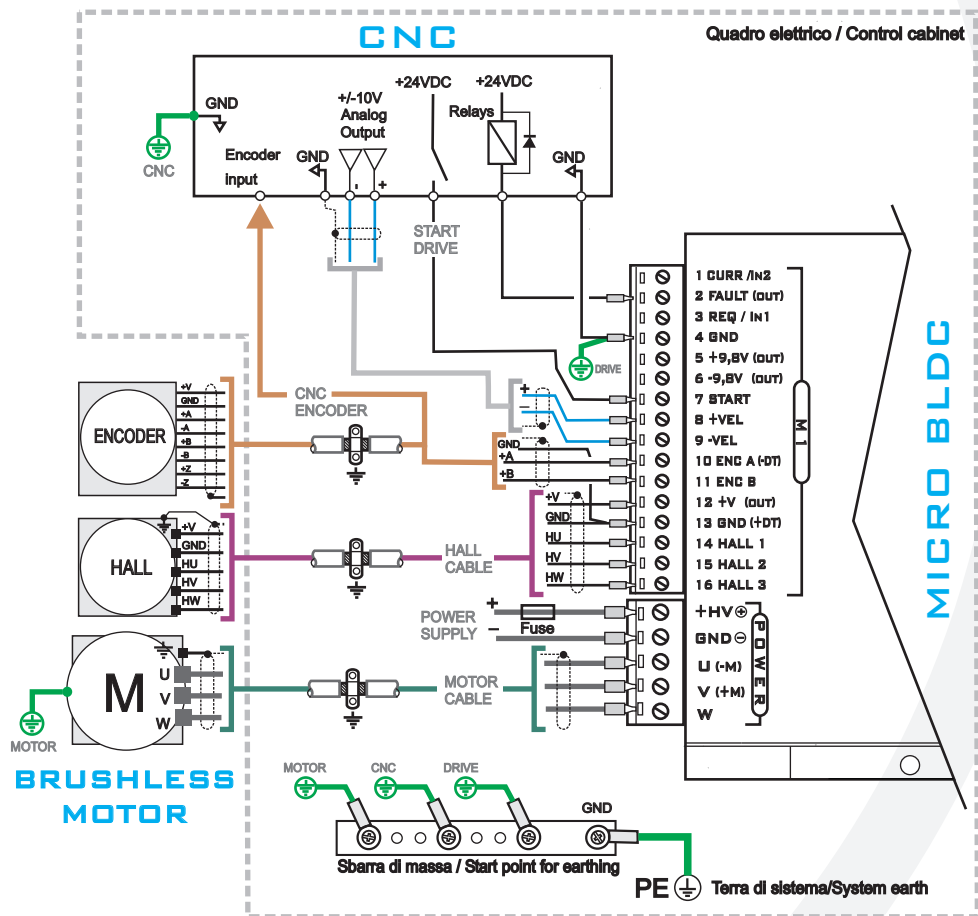 Quadro elettrico / Control cabinet
CNC
GND
CNC
Encoder
input
GND
+/-10V
Analog
Output
-
+
+24VDC
+24VDC
Relays
GND
START
DRIVE
DRIVE
1 CURR /IN2
2 FAULT (OUT)
3 REQ / IN1
4 GND
5 +9,8V (OUT)
6 -9,8V (OUT)
7 START
8 +VEL
9 -VEL
10 ENC A (-DT)
11 ENC B
12 +V (OUT)
13 GND (+DT)
14 HALL 1
15 HALL 2
16 HALL 3
M1
MICRO BLDC
ENCODER
+V
GND
+A
-A
+B
-B
+Z
-Z
CNC
ENCODER
+
-
GND
+A
+B
HALL
+V
GND
HU
HV
HW
HALL
CABLE
+V
GND
HU
HV
HW
POWER
SUPPLY
+
-
Fuse
+HV⊕
GND⊖
U (-M)
V (+M)
W
POWER
M
U
V
W
MOTOR
MOTOR
CABLE
BRUSHLESS
MOTOR
MOTOR
CNC
DRIVE
GND
Sbarra di massa / Start point for earthing
PE
Terra di sistema/System earth